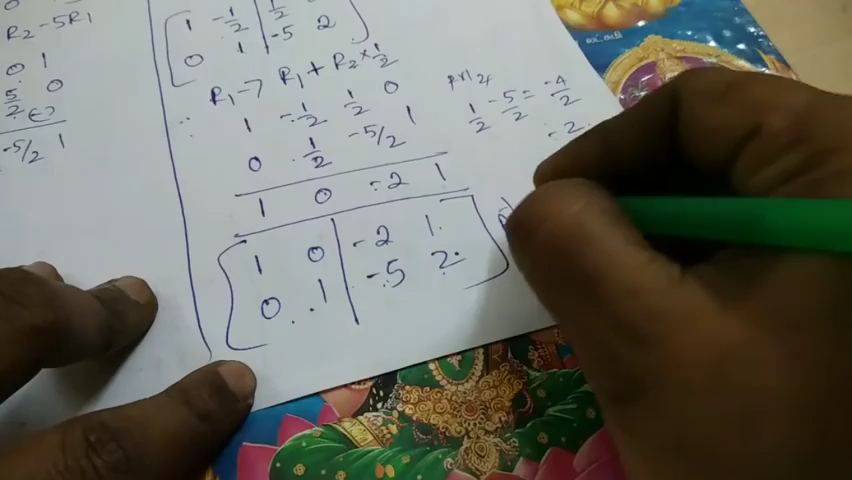 R₂-5R₁
0 1
5/2 0
(-)
-5/2 1
1 -1/2 | 1/2
0 1 | -5 2
R₁→ R₁ + R₂ × 1/2
∴ 1 -1/2 1/2 0
0 1/2 -5/2 1
1 0 -2 1
1 0 | -2 1
0 1 | -5 2
1/2 - 5/2 = -4/2
= -2